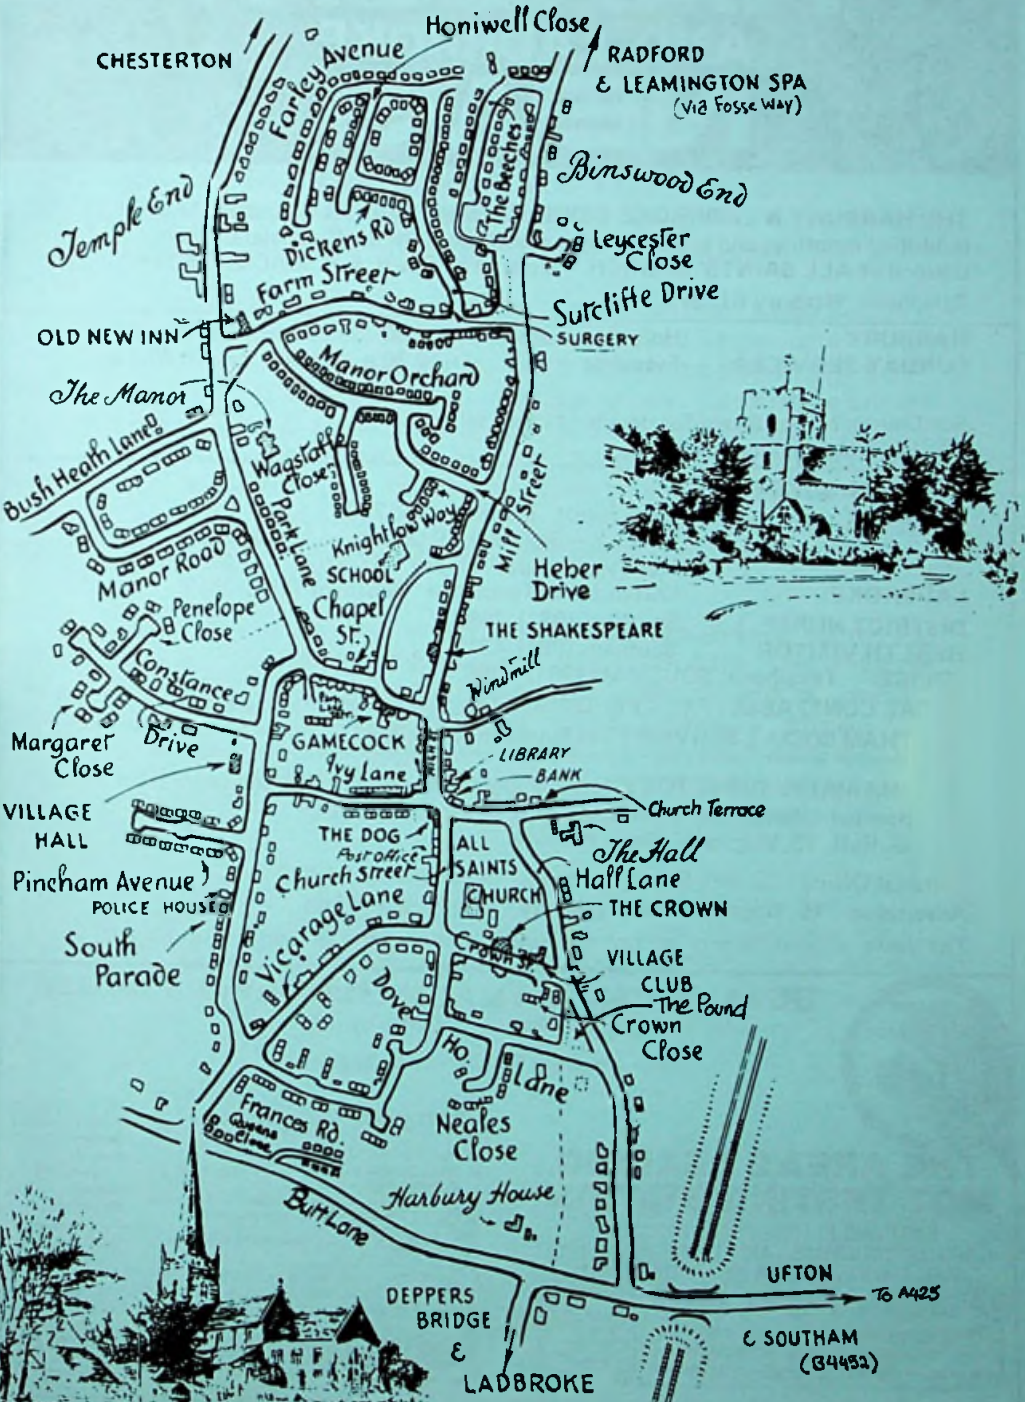 Honiwell Close
CHESTERTON
Farley Avenue
RADFORD
& LEAMINGTON SPA
(Via Fosse Way)
The Beeches
Binswood End
Temple End
Dickens Rd
Leycester
Close
Farm Street
Sutcliffe Drive
OLD NEW INN
SURGERY
Manor Orchard
The Manor
Bush Heath Lane
Wagstaff
Close
Park Lane
Mill Street
Knightlow Way
Manor Road
SCHOOL
Heber
Drive
Penelope
Close
Chapel
St.
THE SHAKESPEARE
Constance
Drive
Windmill
Margaret
Close
GAMECOCK
Ivy Lane
LIBRARY
BANK
VILLAGE
HALL
Church Terrace
THE DOG
Post office
ALL
SAINTS
CHURCH
The Hall
Church Street
Hall Lane
Pincham Avenue
POLICE HOUSE
Vicarage Lane
THE CROWN
South
Parade
Crown St.
VILLAGE
CLUB
Dove
The Pound
Crown
Close
Ho.
Lane
Frances Rd.
Queens
Close
Neales
Close
Harbury House
Butt Lane
DEPPERS
BRIDGE
&
LADBROKE
UFTON
To A425
& SOUTHAM
(B4452)